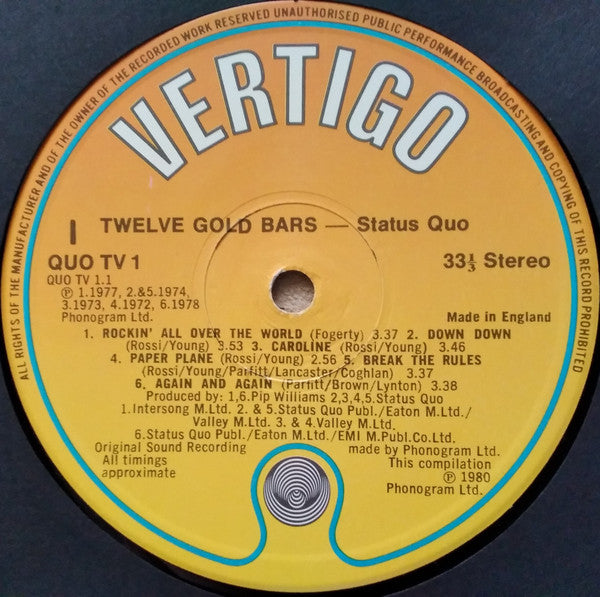 ALL RIGHTS OF THE MANUFACTURER AND OF THE OWNER OF THE RECORDED WORK RESERVED UNAUTHORISED PUBLIC PERFORMANCE BROADCASTING AND COPYING OF THIS RECORD PROHIBITED
VERTIGO
1 TWELVE GOLD BARS — Status Quo
QUO TV 1 33⅓ Stereo
QUO TV 1.1
Ⓟ 1.1977, 2.&5.1974,
3.1973, 4.1972, 6.1978
Phonogram Ltd. Made in England
1. ROCKIN' ALL OVER THE WORLD (Fogerty) 3.37 2. DOWN DOWN
(Rossi/Young) 3.53 3. CAROLINE (Rossi/Young) 3.46
4. PAPER PLANE (Rossi/Young) 2.56 5. BREAK THE RULES
(Rossi/Young/Parfitt/Lancaster/Coghlan) 3.37
6. AGAIN AND AGAIN (Parfitt/Brown/Lynton) 3.38
Produced by: 1,6.Pip Williams 2,3,4,5.Status Quo
1.Intersong M.Ltd. 2. & 5.Status Quo Publ./Eaton M.Ltd./
Valley M.Ltd. 3. & 4.Valley M.Ltd.
6.Status Quo Publ./Eaton M.Ltd./EMI M.Publ.Co.Ltd.
Original Sound Recording made by Phonogram Ltd.
All timings This compilation
approximate Ⓟ 1980
Phonogram Ltd.